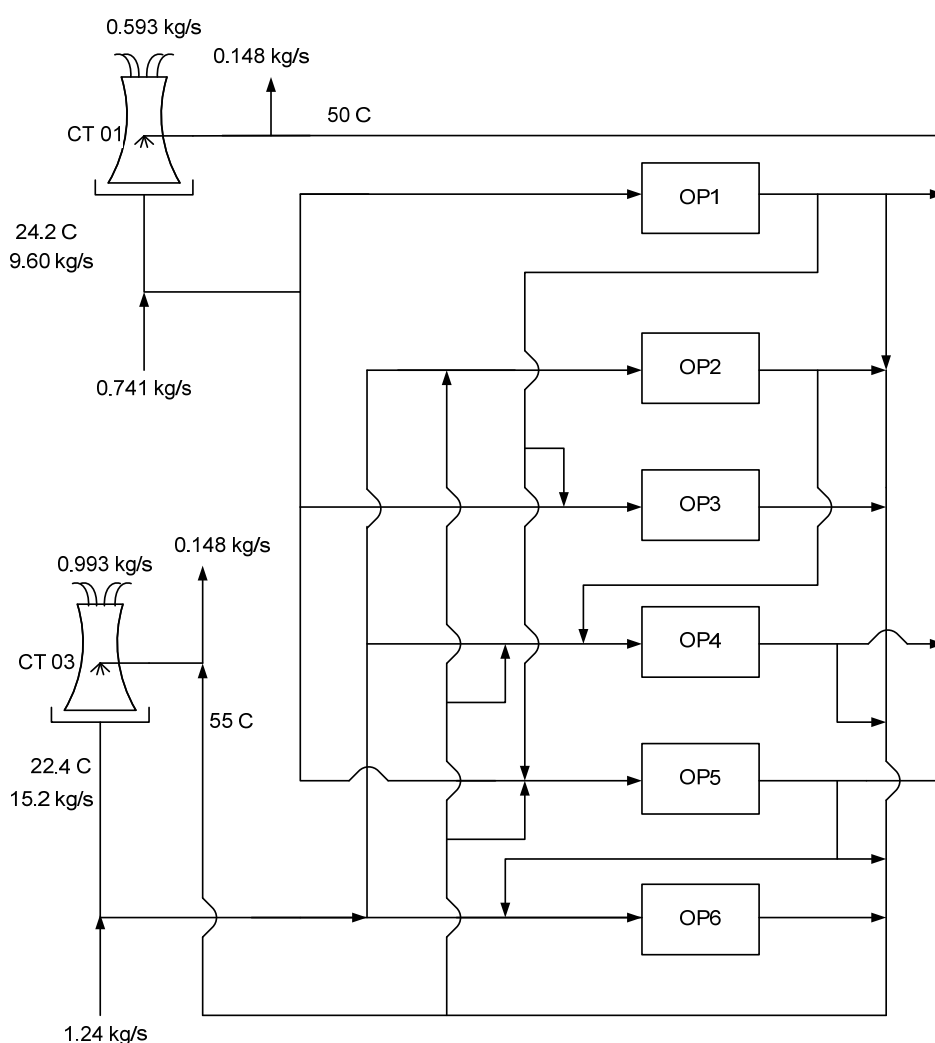 0.593 kg/s
0.148 kg/s
50 C
CT 01
OP1
24.2 C
9.60 kg/s
OP2
0.741 kg/s
OP3
0.148 kg/s
0.993 kg/s
OP4
CT 03
55 C
22.4 C
15.2 kg/s
OP5
OP6
1.24 kg/s